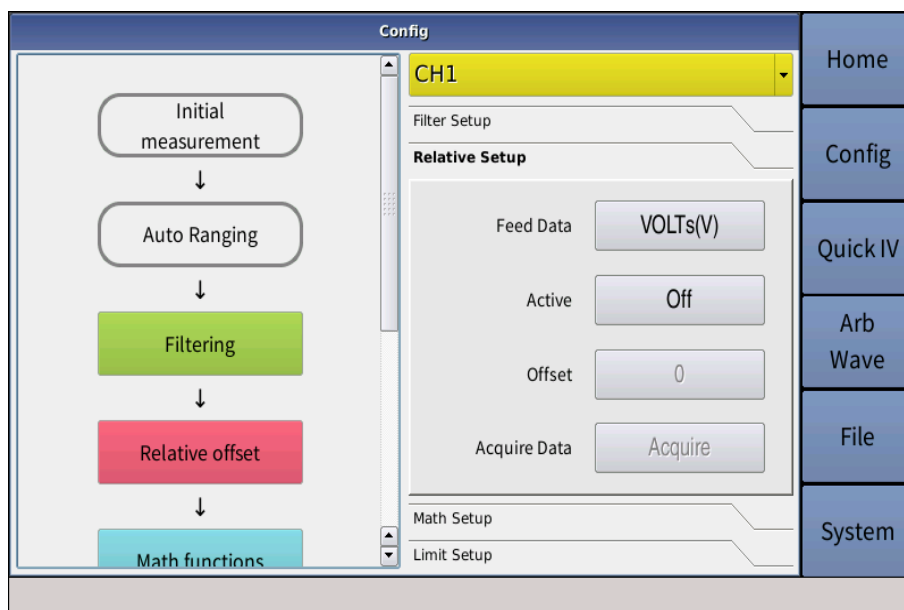 Config
Initial
measurement
↓
Auto Ranging
↓
Filtering
↓
Relative offset
↓
Math functions
CH1
Filter Setup
Relative Setup
Feed Data VOLTs(V)
Active Off
Offset 0
Acquire Data Acquire
Math Setup
Limit Setup
Home
Config
Quick IV
Arb
Wave
File
System